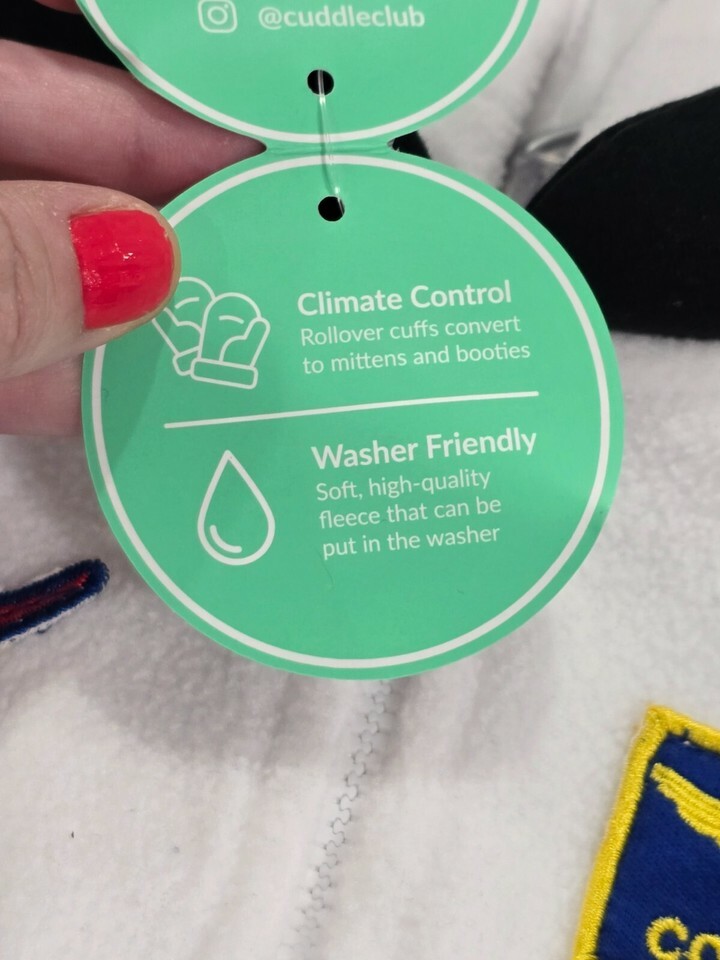 @cuddleclub
Climate Control
Rollover cuffs convert
to mittens and booties
Washer Friendly
Soft, high-quality
fleece that can be
put in the washer